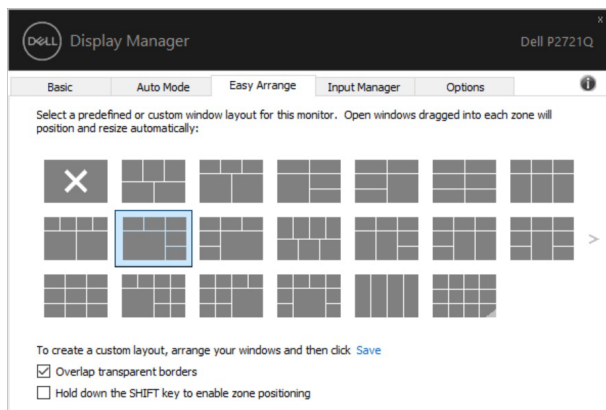 x
DELL Display Manager
Dell P2721Q
Basic Auto Mode Easy Arrange Input Manager Options i
Select a predefined or custom window layout for this monitor. Open windows dragged into each zone will
position and resize automatically:
>
To create a custom layout, arrange your windows and then click Save
Overlap transparent borders
Hold down the SHIFT key to enable zone positioning